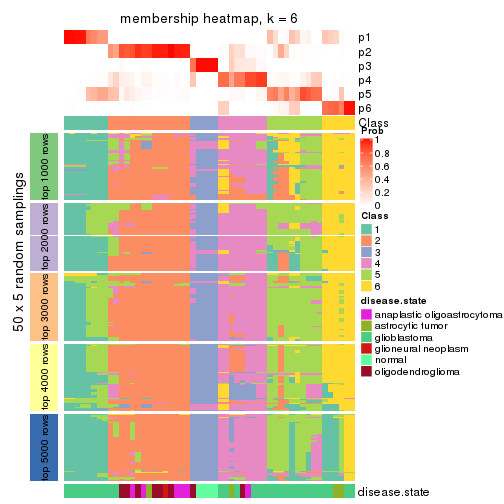 membership heatmap, k = 6
p1
p2
p3
p4
p5
p6
Class
Prob
1
0.8
0.6
0.4
0.2
0
Class
1
2
3
4
5
6
disease.state
anaplastic oligoastrocytoma
astrocytic tumor
glioblastoma
glioneural neoplasm
normal
oligodendroglioma
50 x 5 random samplings
top 1000 rows
top 2000 rows
top 3000 rows
top 4000 rows
top 5000 rows
disease.state